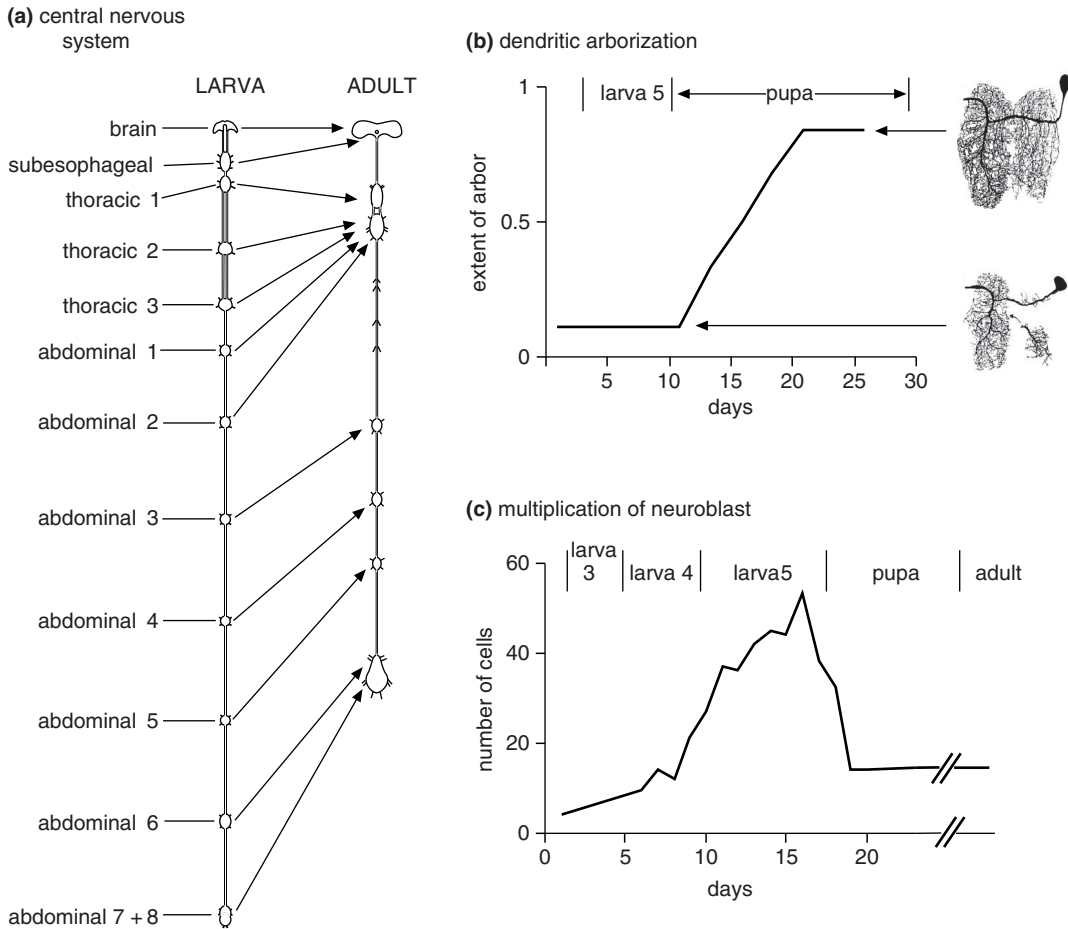 (a) central nervous
system
LARVA
ADULT
brain
subesophageal
thoracic 1
thoracic 2
thoracic 3
abdominal 1
abdominal 2
abdominal 3
abdominal 4
abdominal 5
abdominal 6
abdominal 7 + 8
(b) dendritic arborization
larva 5
pupa
extent of arbor
1
0.5
0
5 10 15 20 25 30
days
(c) multiplication of neuroblast
larva
3
larva 4
larva5
pupa
adult
number of cells
60
40
20
0
0 5 10 15 20
days